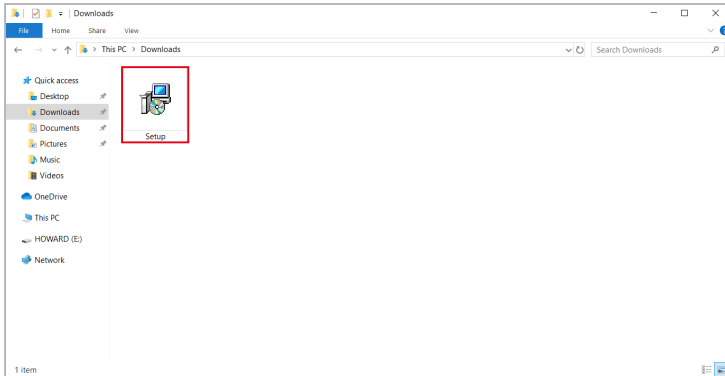 Downloads
File Home Share View
This PC > Downloads
Search Downloads
Quick access
Desktop
Downloads
Documents
Pictures
Music
Videos
OneDrive
This PC
HOWARD (E:)
Network
Setup
1 item